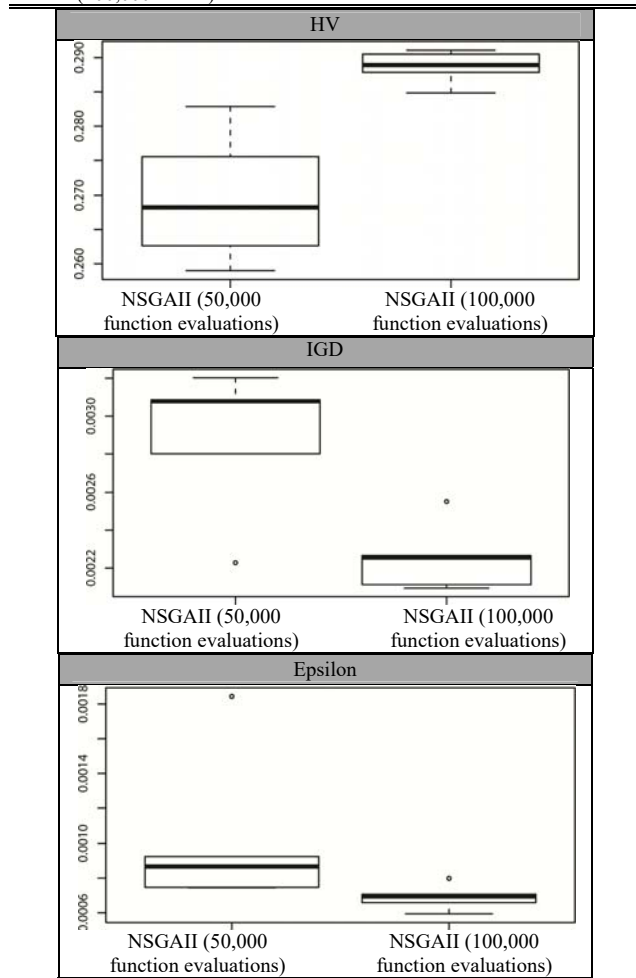 HV
0.290
0.280
0.270
0.260
NSGAII (50,000
function evaluations)
NSGAII (100,000
function evaluations)
IGD
0.0030
0.0026
0.0022
NSGAII (50,000
function evaluations)
NSGAII (100,000
function evaluations)
Epsilon
0.0018
0.0014
0.0010
0.0006
NSGAII (50,000
function evaluations)
NSGAII (100,000
function evaluations)